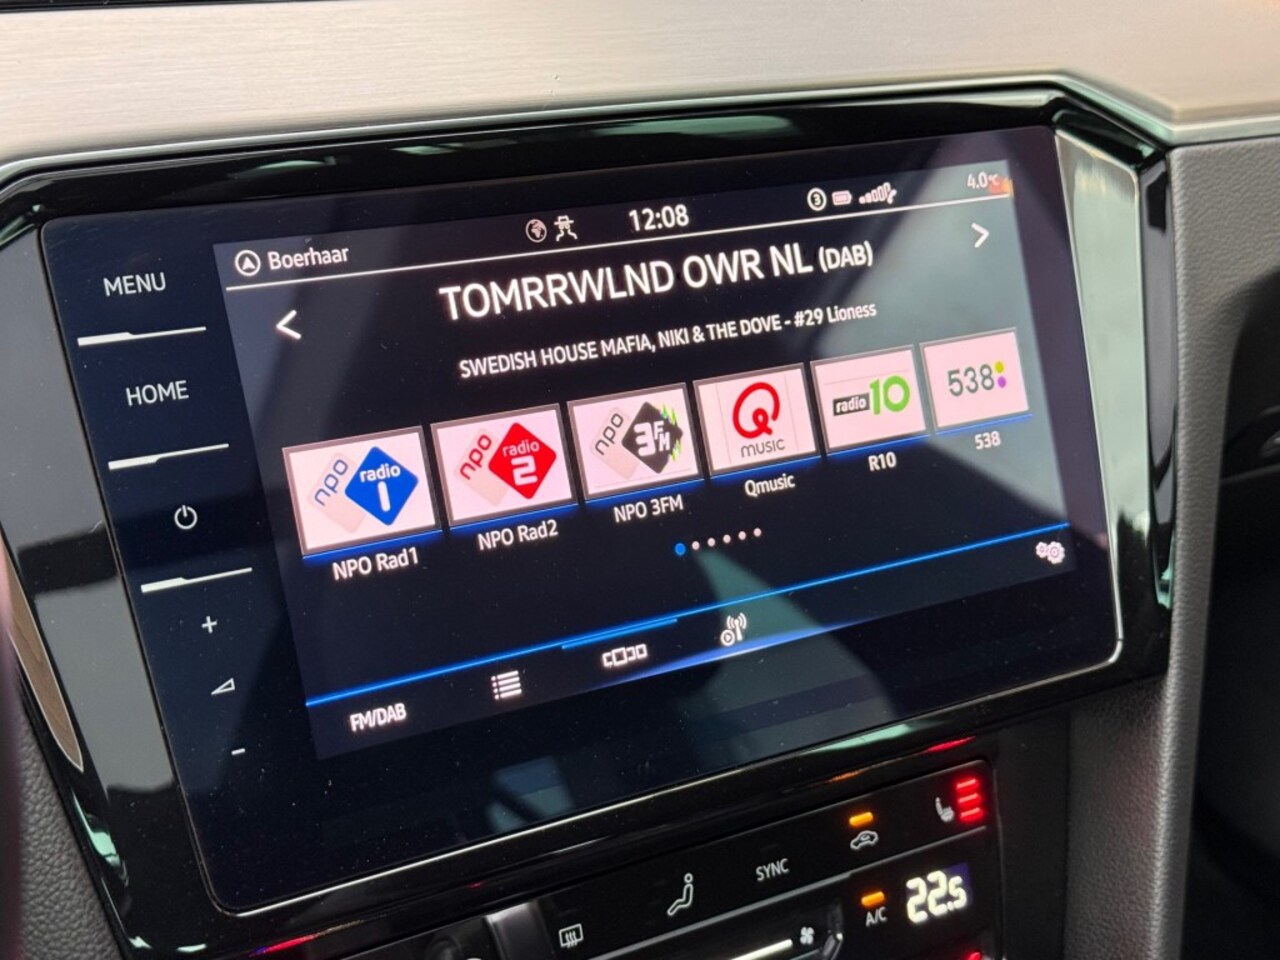 MENU
HOME
+
-
Boerhaar
12:08
3
4.0°C
<
TOMRRWLND OWR NL (DAB)
>
SWEDISH HOUSE MAFIA, NIKI & THE DOVE - #29 Lioness
npo radio 1
npo radio 2
npo 3FM
Q MUSIC
radio 10
538
NPO Rad1
NPO Rad2
NPO 3FM
Qmusic
R10
538
FM/DAB
SYNC
A/C
22.5